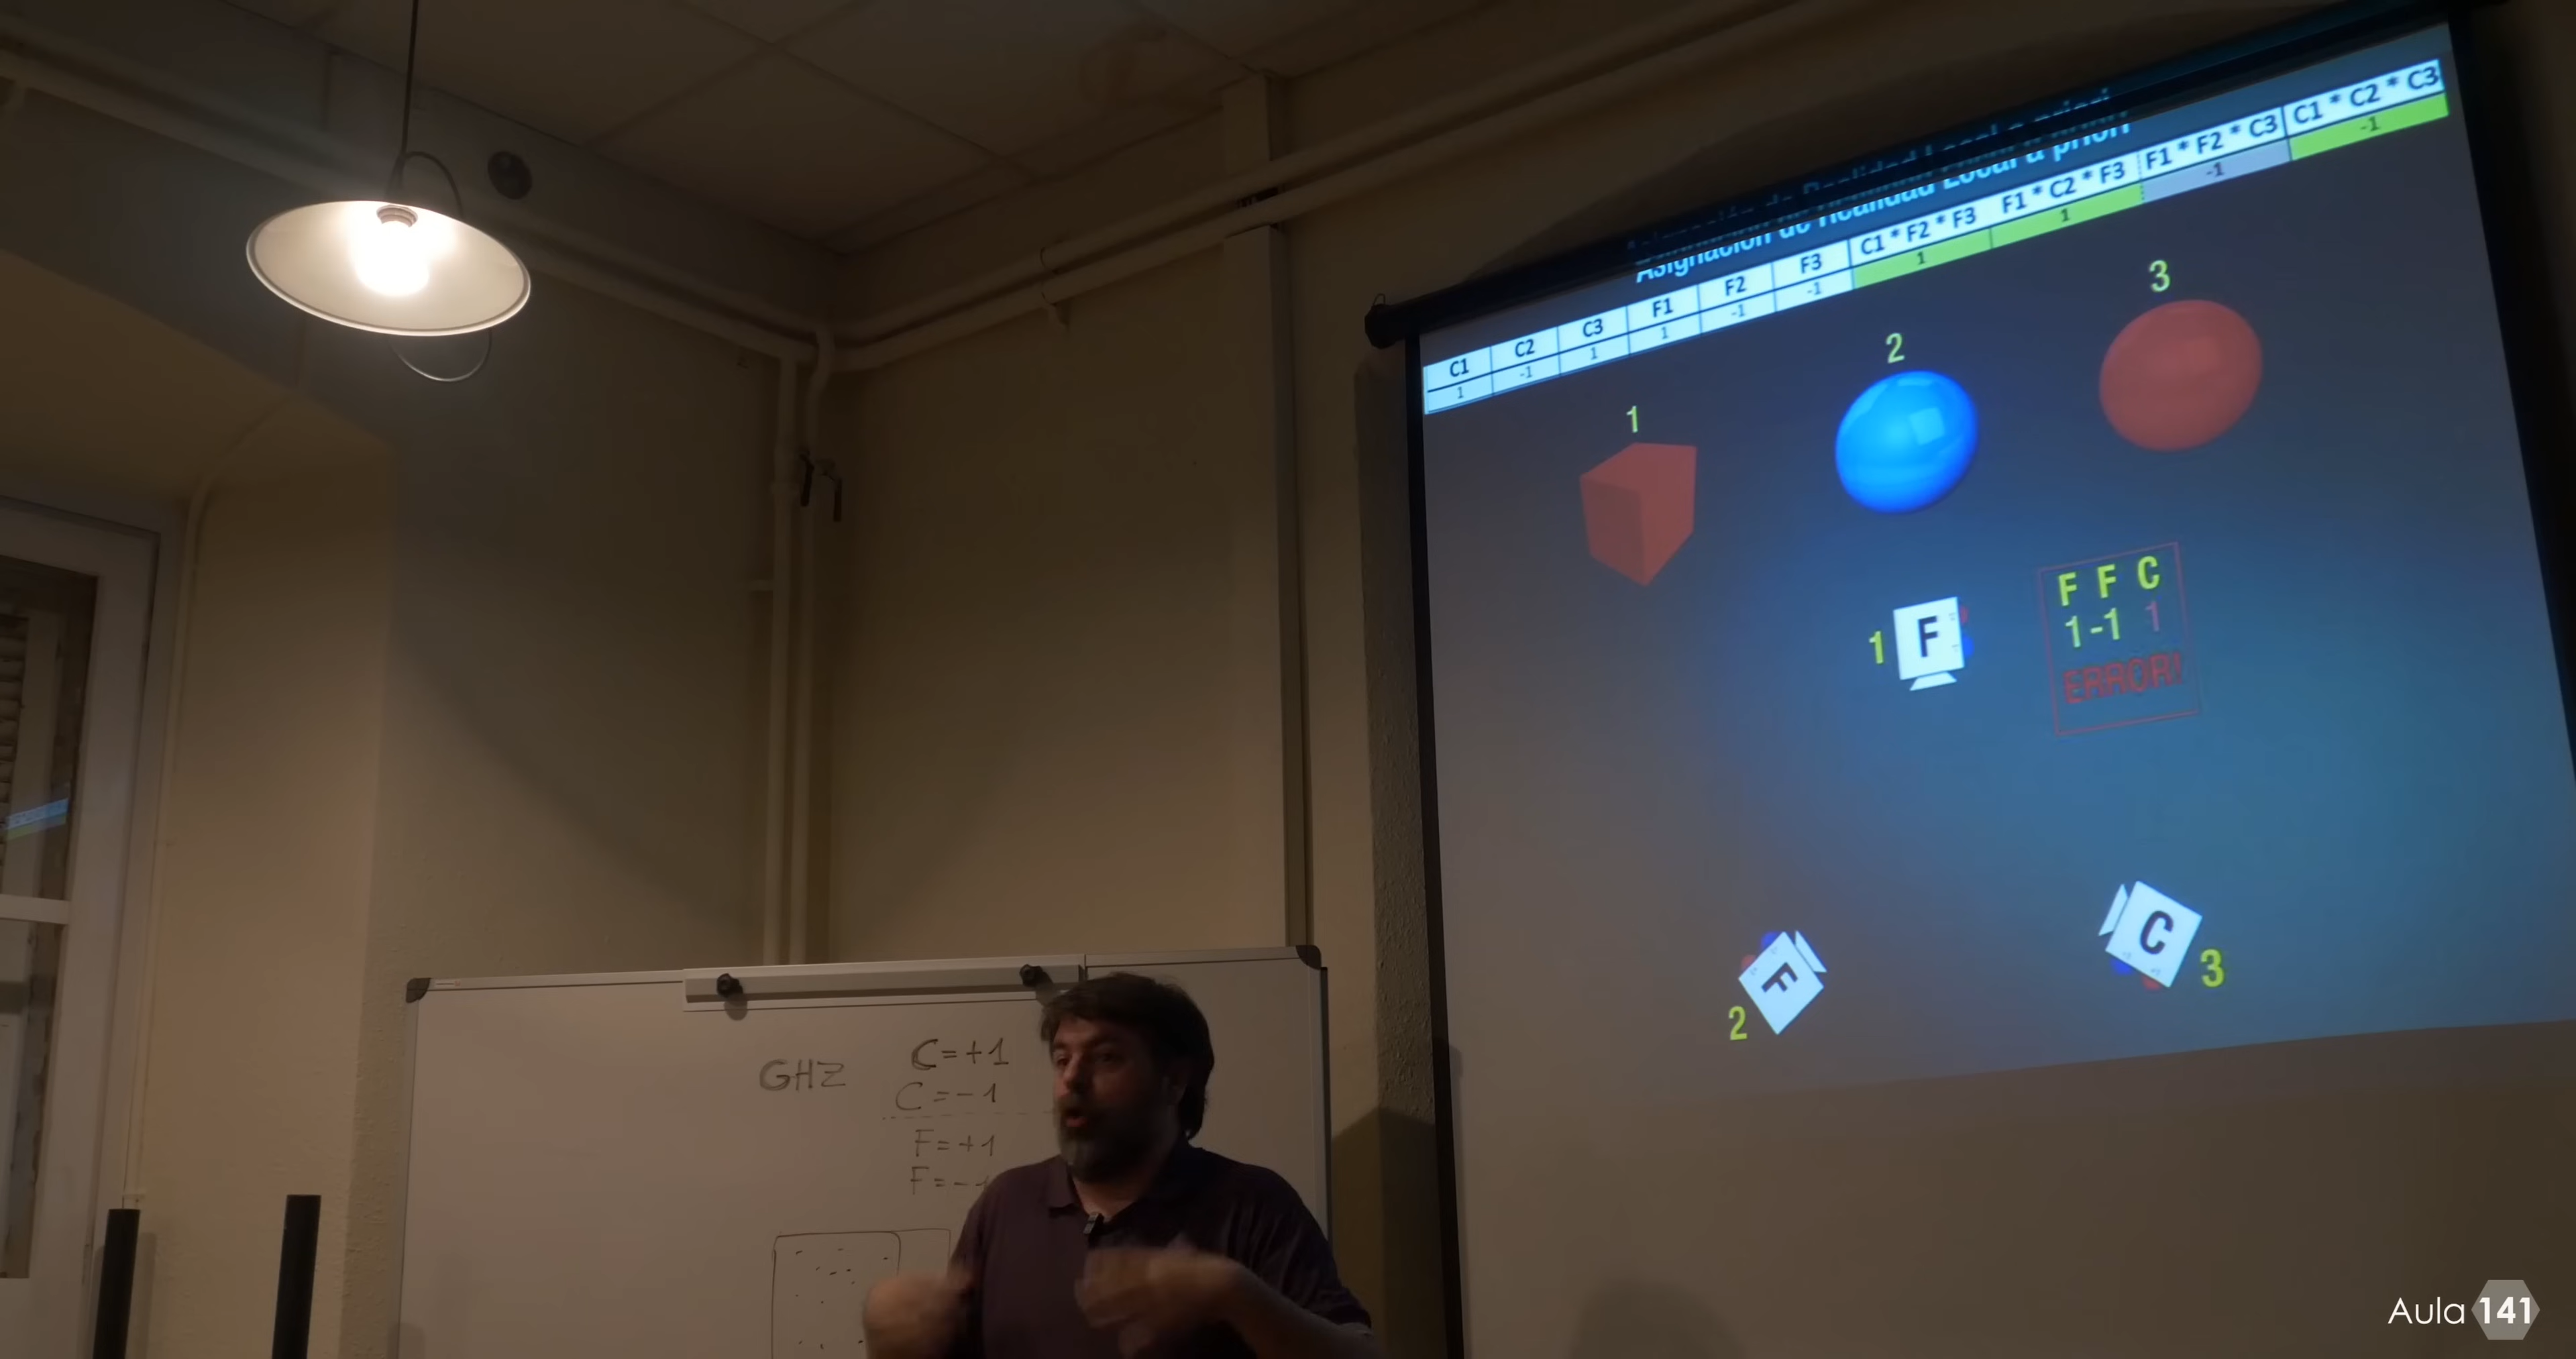 Asignación de Realidad Local a priori
C1 C2 C3 F1 F2 F3 C1 * F2 * F3 F1 * C2 * F3 F1 * F2 * C3 C1 * C2 * C3
1 -1 1 1 -1 -1 1 1 -1 -1
1 2 3
F F C
1 -1 1
ERROR!
1 F
2 F
C 3
GHZ
C=+1
C=-1
F=+1
F=-1
Aula 141